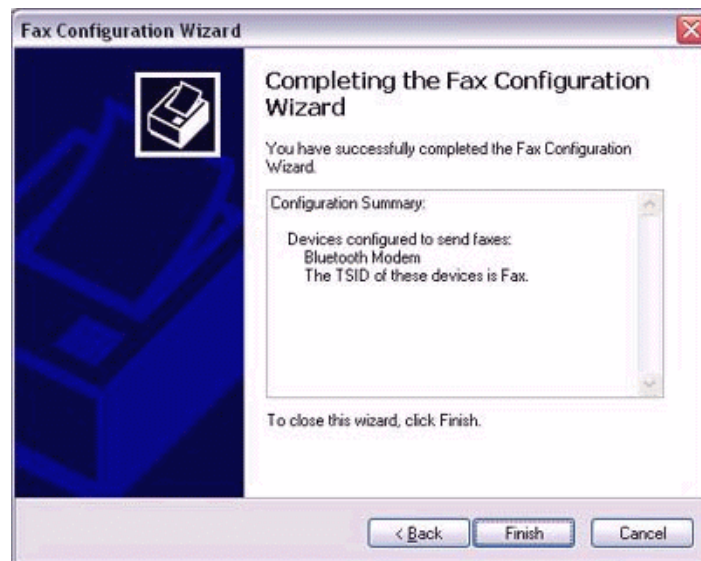 Fax Configuration Wizard
Completing the Fax Configuration
Wizard
You have successfully completed the Fax Configuration
Wizard.
Configuration Summary:
Devices configured to send faxes:
Bluetooth Modem
The TSID of these devices is Fax.
To close this wizard, click Finish.
< Back
Finish
Cancel